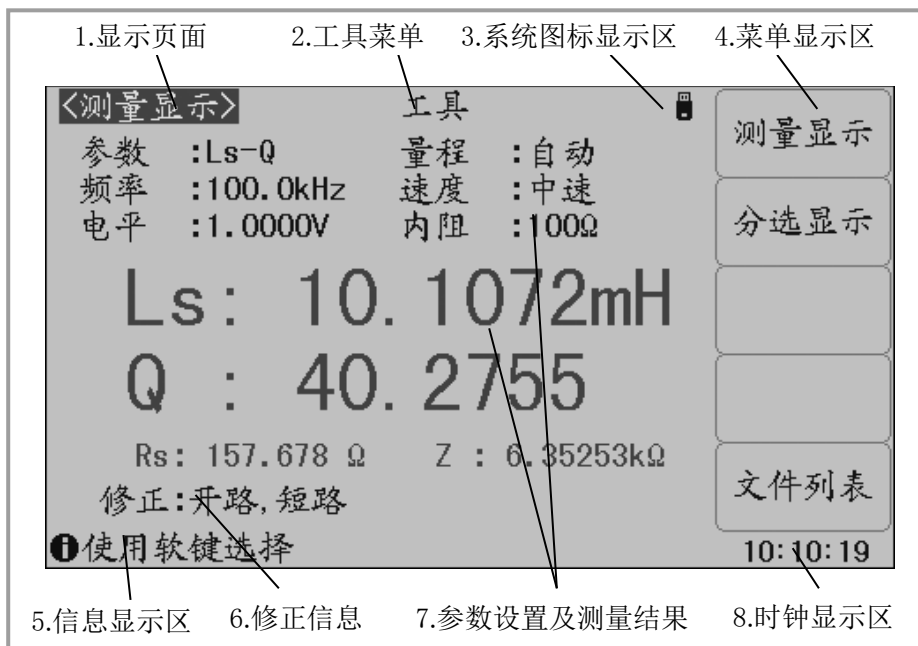 1.显示页面 2.工具菜单 3.系统图标显示区 4.菜单显示区
<测量显示> 工具
测量显示
参数 :Ls-Q 量程 :自动
频率 :100.0kHz 速度 :中速
电平 :1.0000V 内阻 :100Ω
分选显示
Ls: 10.1072mH
Q : 40.2755
Rs: 157.678 Ω Z : 6.35253kΩ
修正:开路,短路
文件列表
使用软键选择
10:10:19
5.信息显示区 6.修正信息 7.参数设置及测量结果 8.时钟显示区